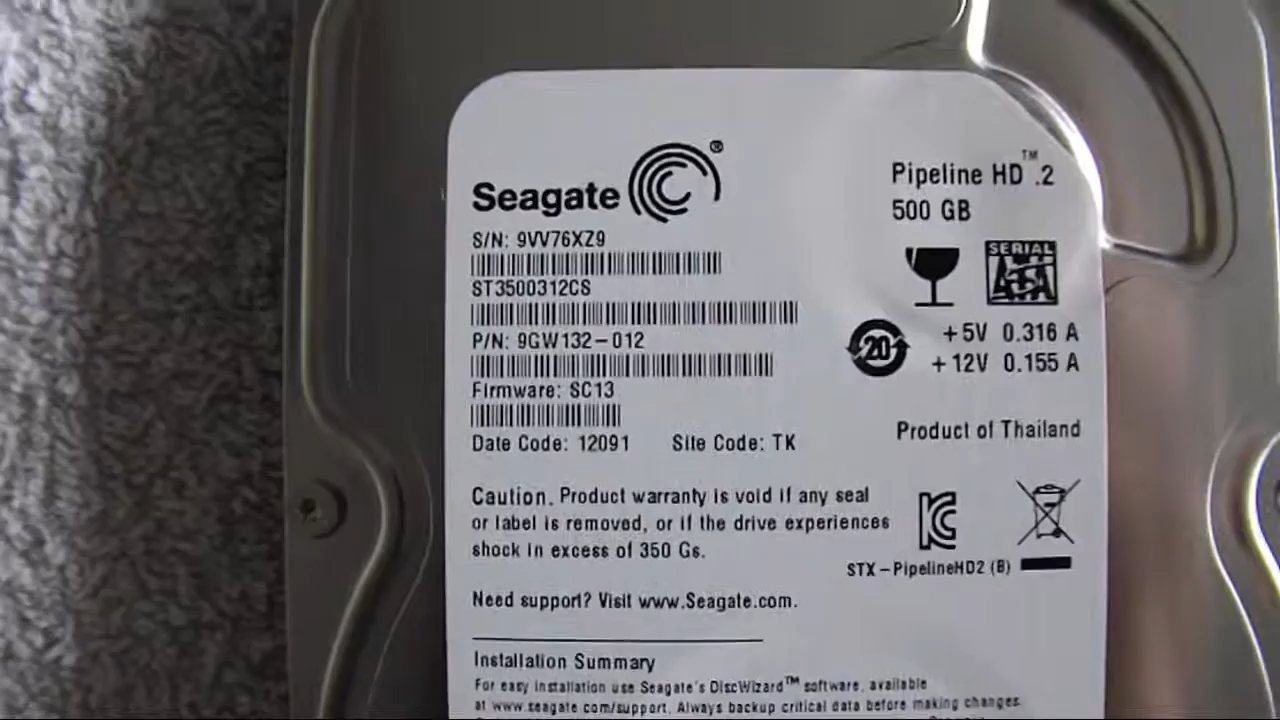 Seagate ®
S/N: 9VV76XZ9
ST3500312CS
P/N: 9GW132-012
Firmware: SC13
Date Code: 12091 Site Code: TK
Pipeline HD™.2
500 GB
SERIAL
ATA
20
+5V 0.316 A
+12V 0.155 A
Product of Thailand
Caution. Product warranty is void if any seal
or label is removed, or if the drive experiences
shock in excess of 350 Gs.
STX-PipelineHD2 (B)
Need support? Visit www.Seagate.com.
Installation Summary
For easy installation use Seagate's DiscWizard™ software, available
at www.seagate.com/support. Always backup critical data before making changes.